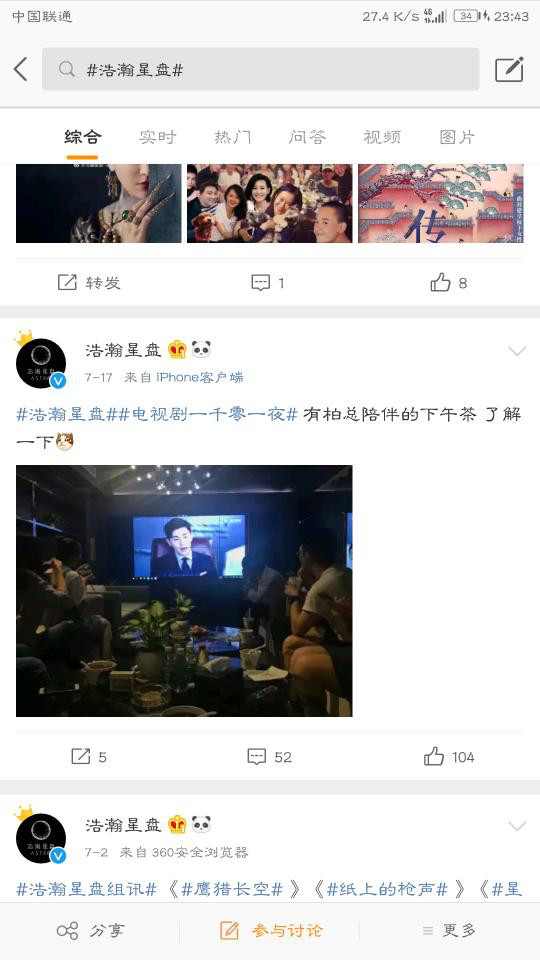 中国联通
27.4 K/s 4G 34 23:43
#浩瀚星盘#
综合 实时 热门 问答 视频 图片
传
转发 1 8
浩瀚星盘
7-17 来自 iPhone客户端
#浩瀚星盘##电视剧一千零一夜# 有柏总陪伴的下午茶 了解
一下
5 52 104
浩瀚星盘
7-2 来自 360安全浏览器
#浩瀚星盘组讯# 《#鹰猎长空# 》《#纸上的枪声# 》《#星
分享 参与讨论 更多